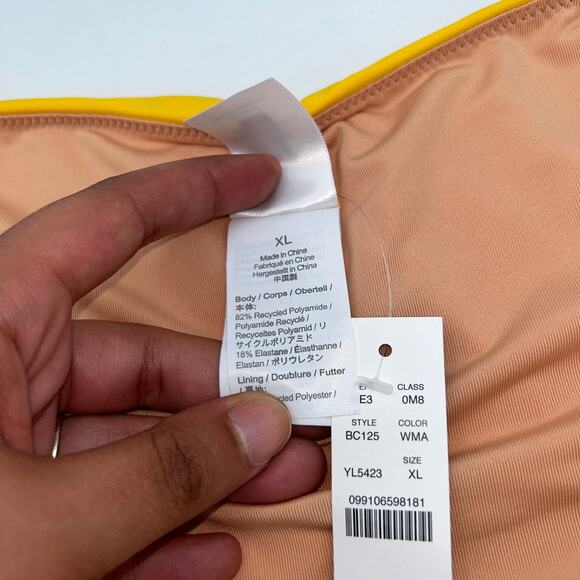 XL
Made in China
Fabriqué en Chine
Hergestellt in China
中国製
Body / Corps / Oberteil /
本体:
82% Recycled Polyamide /
Polyamide Recyclé /
Recyceltes Polyamid / リ
サイクルポリアミド
18% Elastane / Élasthanne /
Elastan / ポリウレタン
Lining / Doublure / Futter
/ 裏地:
Polyester /
CLASS
E3 0M8
STYLE COLOR
BC125 WMA
SIZE
YL5423 XL
099106598181